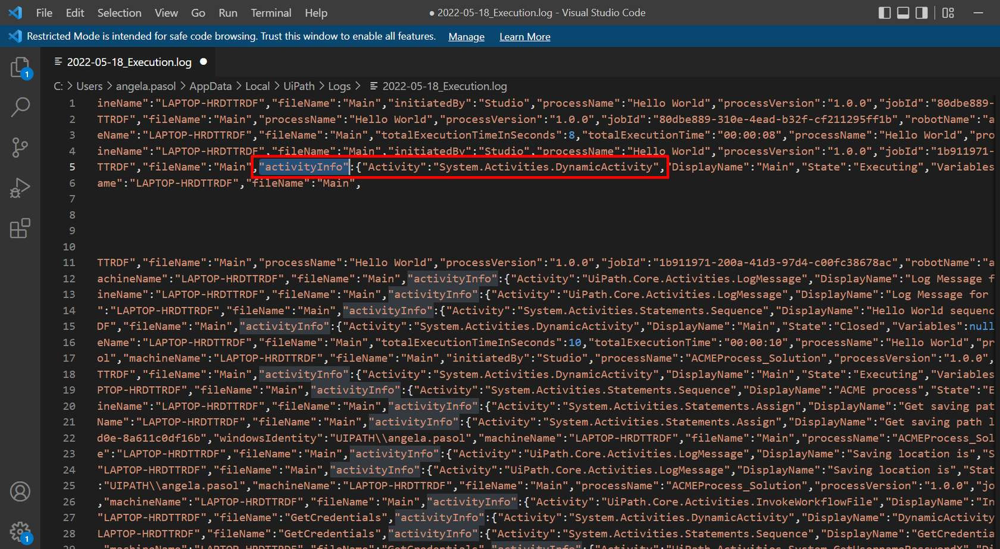 File Edit Selection View Go Run Terminal Help
● 2022-05-18_Execution.log - Visual Studio Code
Restricted Mode is intended for safe code browsing. Trust this window to enable all features. Manage Learn More
2022-05-18_Execution.log ●
C: > Users > angela.pasol > AppData > Local > UiPath > Logs > 2022-05-18_Execution.log
1 ineName":"LAPTOP-HRDTTRDF","fileName":"Main","initiatedBy":"Studio","processName":"Hello World","processVersion":"1.0.0","jobId":"80dbe889-
2 TTRDF","fileName":"Main","processName":"Hello World","processVersion":"1.0.0","jobId":"80dbe889-310e-4ead-b32f-cf211295ff1b","robotName":"a
3 eName":"LAPTOP-HRDTTRDF","fileName":"Main","totalExecutionTimeInSeconds":8,"totalExecutionTime":"00:00:08","processName":"Hello World","pro
4 ineName":"LAPTOP-HRDTTRDF","fileName":"Main","initiatedBy":"Studio","processName":"Hello World","processVersion":"1.0.0","jobId":"1b911971-
5 TTRDF","fileName":"Main","activityInfo":{"Activity":"System.Activities.DynamicActivity","DisplayName":"Main","State":"Executing","Variables
6 ame":"LAPTOP-HRDTTRDF","fileName":"Main",
7
8
9
10
11 TTRDF","fileName":"Main","processName":"Hello World","processVersion":"1.0.0","jobId":"1b911971-200a-41d3-97d4-c00fc38678ac","robotName":"a
12 achineName":"LAPTOP-HRDTTRDF","fileName":"Main","activityInfo":{"Activity":"UiPath.Core.Activities.LogMessage","DisplayName":"Log Message f
13 ineName":"LAPTOP-HRDTTRDF","fileName":"Main","activityInfo":{"Activity":"UiPath.Core.Activities.LogMessage","DisplayName":"Log Message for
14 ":"LAPTOP-HRDTTRDF","fileName":"Main","activityInfo":{"Activity":"System.Activities.Statements.Sequence","DisplayName":"Hello World sequenc
15 DF","fileName":"Main","activityInfo":{"Activity":"System.Activities.DynamicActivity","DisplayName":"Main","State":"Closed","Variables":null
16 eName":"LAPTOP-HRDTTRDF","fileName":"Main","totalExecutionTimeInSeconds":10,"totalExecutionTime":"00:00:10","processName":"Hello World","pr
17 ol","machineName":"LAPTOP-HRDTTRDF","fileName":"Main","initiatedBy":"Studio","processName":"ACMEProcess_Solution","processVersion":"1.0.0",
18 TTRDF","fileName":"Main","activityInfo":{"Activity":"System.Activities.DynamicActivity","DisplayName":"Main","State":"Executing","Variables
19 PTOP-HRDTTRDF","fileName":"Main","activityInfo":{"Activity":"System.Activities.Statements.Sequence","DisplayName":"ACME process","State":"E
20 ineName":"LAPTOP-HRDTTRDF","fileName":"Main","activityInfo":{"Activity":"System.Activities.Statements.Assign","DisplayName":"Get saving pat
21 Name":"LAPTOP-HRDTTRDF","fileName":"Main","activityInfo":{"Activity":"System.Activities.Statements.Assign","DisplayName":"Get saving path l
22 d0e-8a611c0df16b","windowsIdentity":"UIPATH\\angela.pasol","machineName":"LAPTOP-HRDTTRDF","fileName":"Main","processName":"ACMEProcess_Sol
23 e":"LAPTOP-HRDTTRDF","fileName":"Main","activityInfo":{"Activity":"UiPath.Core.Activities.LogMessage","DisplayName":"Saving location is","S
24 "LAPTOP-HRDTTRDF","fileName":"Main","activityInfo":{"Activity":"UiPath.Core.Activities.LogMessage","DisplayName":"Saving location is","Stat
25 :"UIPATH\\angela.pasol","machineName":"LAPTOP-HRDTTRDF","fileName":"Main","processName":"ACMEProcess_Solution","processVersion":"1.0.0","jo
26 ,"machineName":"LAPTOP-HRDTTRDF","fileName":"Main","activityInfo":{"Activity":"UiPath.Core.Activities.InvokeWorkflowFile","DisplayName":"In
27 "LAPTOP-HRDTTRDF","fileName":"GetCredentials","activityInfo":{"Activity":"System.Activities.DynamicActivity","DisplayName":"DynamicActivity
28 LAPTOP-HRDTTRDF","fileName":"GetCredentials","activityInfo":{"Activity":"System.Activities.Statements.Sequence","DisplayName":"GetCredentia
29 "machineName":"LAPTOP-HRDTTRDF","fileName":"GetCredentials","activityInfo":{"Activity":
1
1